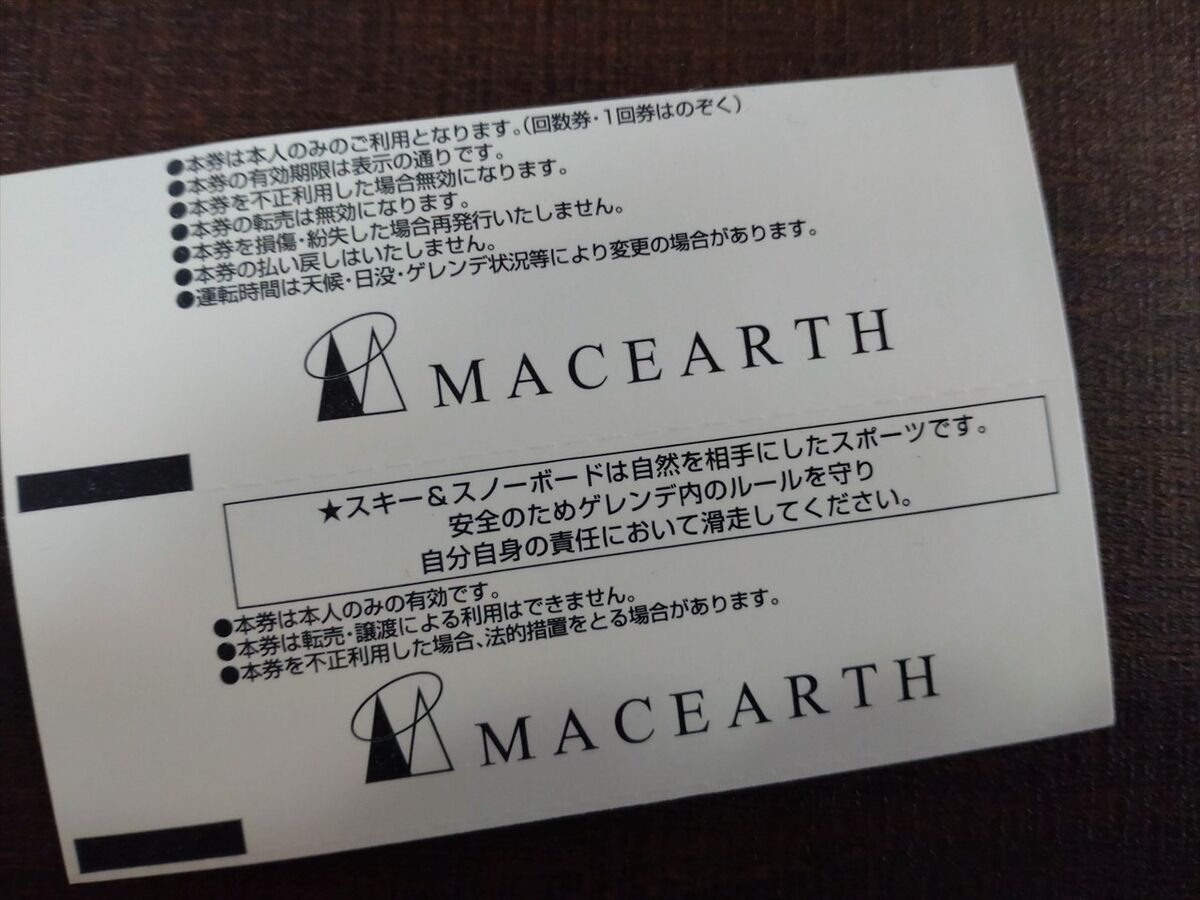 ●本券は本人のみのご利用となります。(回数券・1回券はのぞく)
●本券の有効期限は表示の通りです。
●本券を不正利用した場合無効になります。
●本券の転売は無効になります。
●本券を損傷・紛失した場合再発行いたしません。
●本券の払い戻しはいたしません。
●運転時間は天候・日没・ゲレンデ状況等により変更の場合があります。
MACEARTH
★スキー＆スノーボードは自然を相手にしたスポーツです。
安全のためゲレンデ内のルールを守り
自分自身の責任において滑走してください。
●本券は本人のみの有効です。
●本券は転売・譲渡による利用はできません。
●本券を不正利用した場合、法的措置をとる場合があります。
MACEARTH